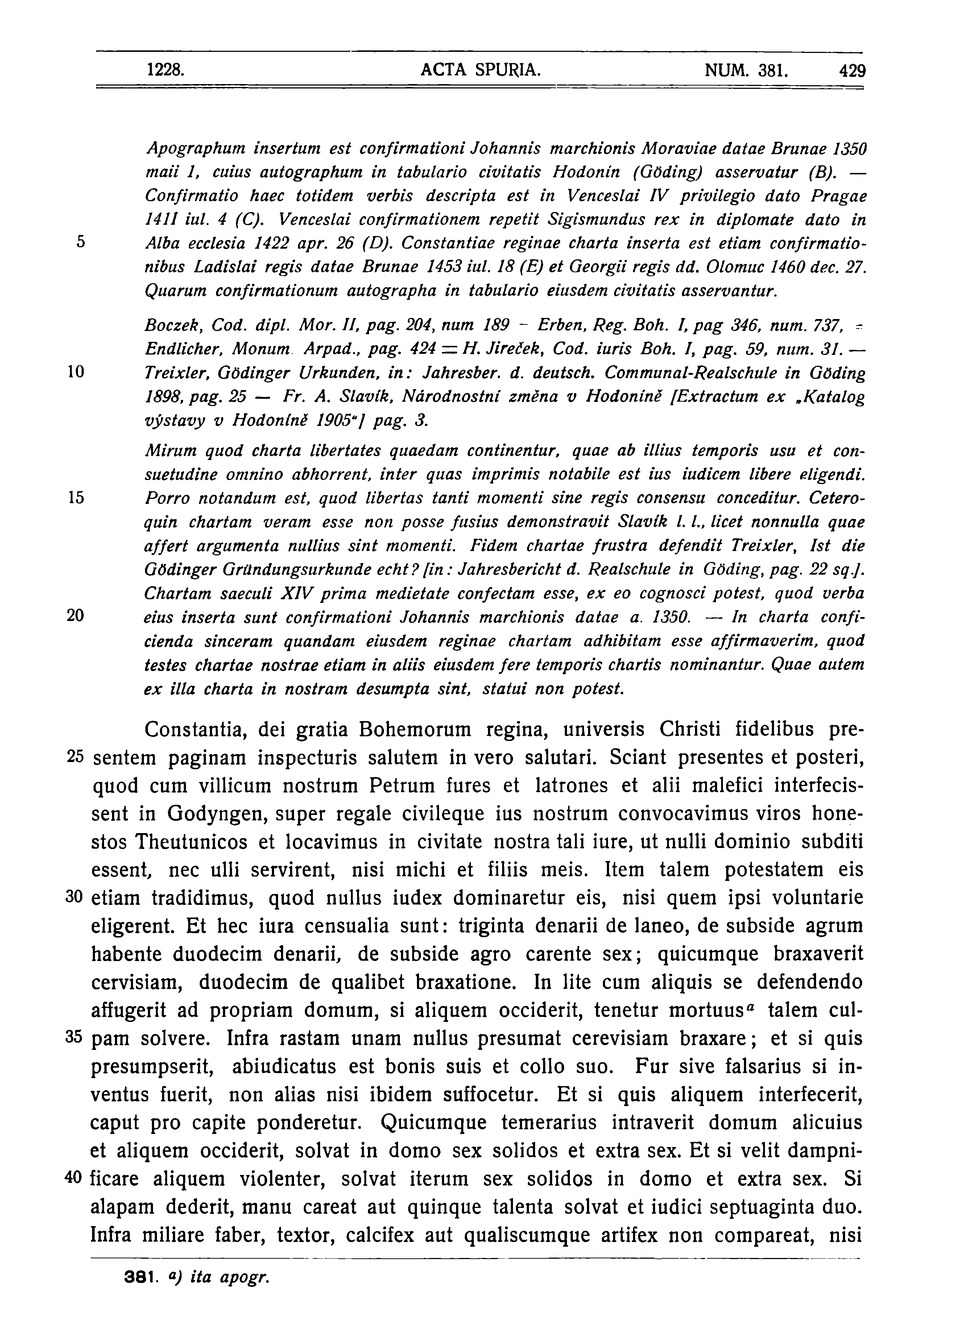 1228. ACTA SPURIA. NUM. 381. 429
Apographum insertum est confirmationi Johannis marchionis Moraviae datae Brunae 1350
maii 1, cuius autographum in tabulario civitatis Hodonín (Göding) asservatur (B). —
Confirmatio haec totidem verbis descripta est in Venceslai IV privilegio dato Pragae
1411 iul. 4 (C). Venceslai confirmationem repetit Sigismundus rex in diplomate dato in
5 Alba ecclesia 1422 apr. 26 (D). Constantiae reginae charta inserta est etiam confirmatio-
nibus Ladislai regis datae Brunae 1453 iul. 18 (E) et Georgii regis dd. Olomuc 1460 dec. 27.
Quarum confirmationum autographa in tabulario eiusdem civitatis asservantur.
Boczek, Cod. dipl. Mor. II, pag. 204, num 189 – Erben, Reg. Boh. I, pag 346, num. 737, =
Endlicher, Monum. Arpad., pag. 424 = H. Jireček, Cod. iuris Boh. I, pag. 59, num. 31. —
10 Treixler, Gödinger Urkunden, in: Jahresber. d. deutsch. Communal-Realschule in Göding
1898, pag. 25 — Fr. A. Slavík, Národnostní změna v Hodoníně [Extractum ex „Katalog
výstavy v Hodoníně 1905“] pag. 3.
Mirum quod charta libertates quaedam continentur, quae ab illius temporis usu et con-
suetudine omnino abhorrent, inter quas imprimis notabile est ius iudicem libere eligendi.
15 Porro notandum est, quod libertas tanti momenti sine regis consensu conceditur. Cetero-
quin chartam veram esse non posse fusius demonstravit Slavík l. l., licet nonnulla quae
affert argumenta nullius sint momenti. Fidem chartae frustra defendit Treixler, Ist die
Gödinger Gründungsurkunde echt? [in: Jahresbericht d. Realschule in Göding, pag. 22 sq.].
Chartam saeculi XIV prima medietate confectam esse, ex eo cognosci potest, quod verba
20 eius inserta sunt confirmationi Johannis marchionis datae a. 1350. — In charta confi-
cienda sinceram quandam eiusdem reginae chartam adhibitam esse affirmaverim, quod
testes chartae nostrae etiam in aliis eiusdem fere temporis chartis nominantur. Quae autem
ex illa charta in nostram desumpta sint, statui non potest.
Constantia, dei gratia Bohemorum regina, universis Christi fidelibus pre-
25 sentem paginam inspecturis salutem in vero salutari. Sciant presentes et posteri,
quod cum villicum nostrum Petrum fures et latrones et alii malefici interfecis-
sent in Godyngen, super regale civileque ius nostrum convocavimus viros hone-
stos Theutunicos et locavimus in civitate nostra tali iure, ut nulli dominio subditi
essent, nec ulli servirent, nisi michi et filiis meis. Item talem potestatem eis
30 etiam tradidimus, quod nullus iudex dominaretur eis, nisi quem ipsi voluntarie
eligerent. Et hec iura censualia sunt: triginta denarii de laneo, de subside agrum
habente duodecim denarii, de subside agro carente sex; quicumque braxaverit
cervisiam, duodecim de qualibet braxatione. In lite cum aliquis se defendendo
affugerit ad propriam domum, si aliquem occiderit, tenetur mortuus a talem cul-
35 pam solvere. Infra rastam unam nullus presumat cerevisiam braxare; et si quis
presumpserit, abiudicatus est bonis suis et collo suo. Fur sive falsarius si in-
ventus fuerit, non alias nisi ibidem suffocetur. Et si quis aliquem interfecerit,
caput pro capite ponderetur. Quicumque temerarius intraverit domum alicuius
et aliquem occiderit, solvat in domo sex solidos et extra sex. Et si velit dampni-
40 ficare aliquem violenter, solvat iterum sex solidos in domo et extra sex. Si
alapam dederit, manu careat aut quinque talenta solvat et iudici septuaginta duo.
Infra miliare faber, textor, calcifex aut qualiscumque artifex non compareat, nisi
381. a) ita apogr.